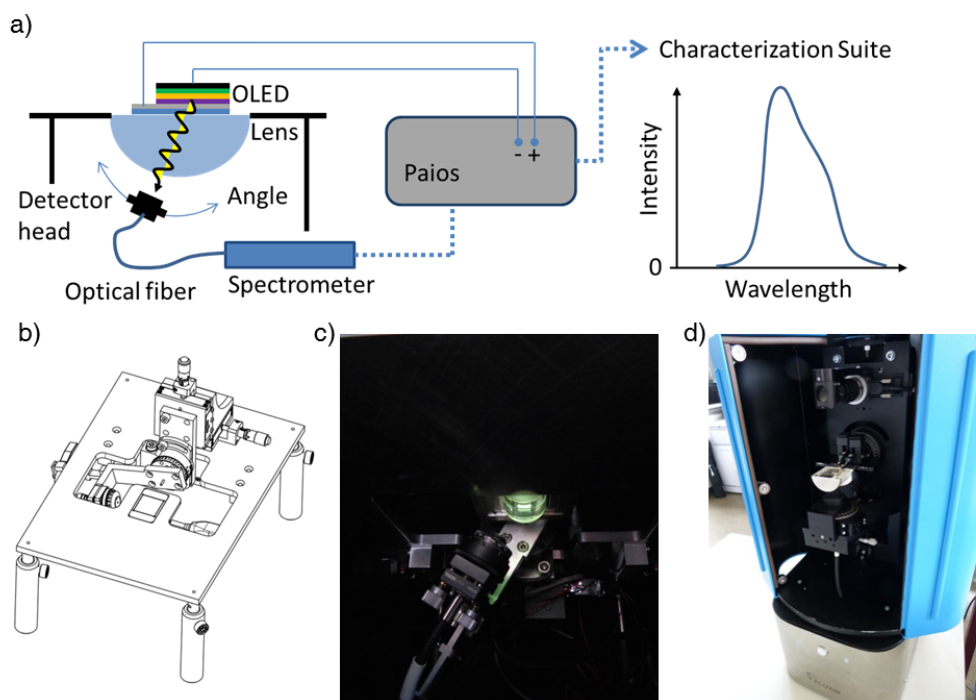 a)
Characterization Suite
OLED
Lens
- +
Paios
Detector
head
Angle
Optical fiber
Spectrometer
Intensity
0
Wavelength
b)
c)
d)